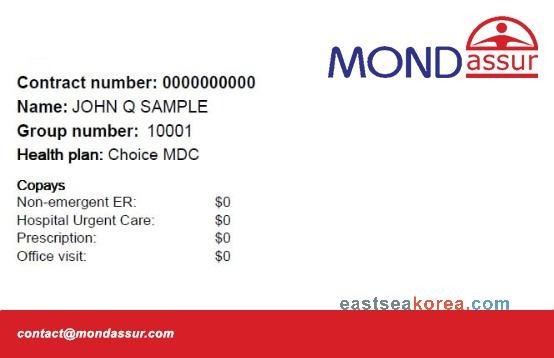 MONDassur
Contract number: 0000000000
Name: JOHN Q SAMPLE
Group number: 10001
Health plan: Choice MDC
Copays
Non-emergent ER: $0
Hospital Urgent Care: $0
Prescription: $0
Office visit: $0
eastseakorea.com
contact@mondassur.com